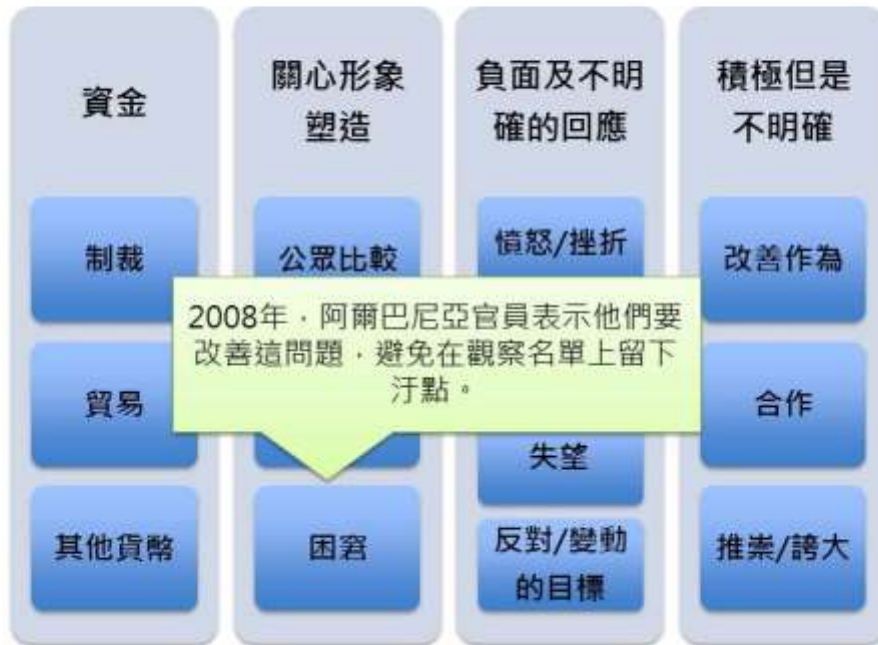 資金
制裁
貿易
其他貨幣
關心形象
塑造
公眾比較
困窘
負面及不明
確的回應
憤怒/挫折
失望
反對/變動
的目標
積極但是
不明確
改善作為
合作
推崇/誇大
2008年，阿爾巴尼亞官員表示他們要
改善這問題，避免在觀察名單上留下
汙點。